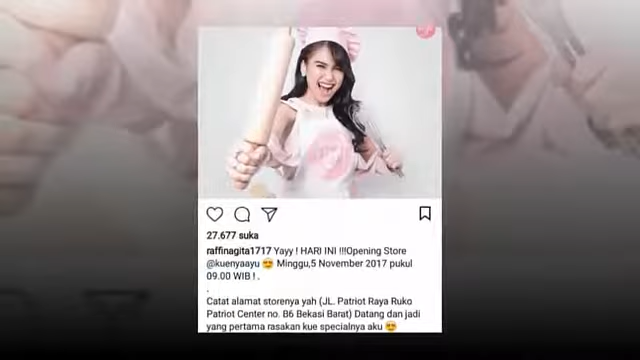 27.677 suka
raffinagita1717 Yayy ! HARI INI !!!Opening Store
@kuenyaayu 😍 Minggu,5 November 2017 pukul
09.00 WIB ! .
.
Catat alamat storenya yah (JL. Patriot Raya Ruko
Patriot Center no. B6 Bekasi Barat) Datang dan jadi
yang pertama rasakan kue specialnya aku 😍